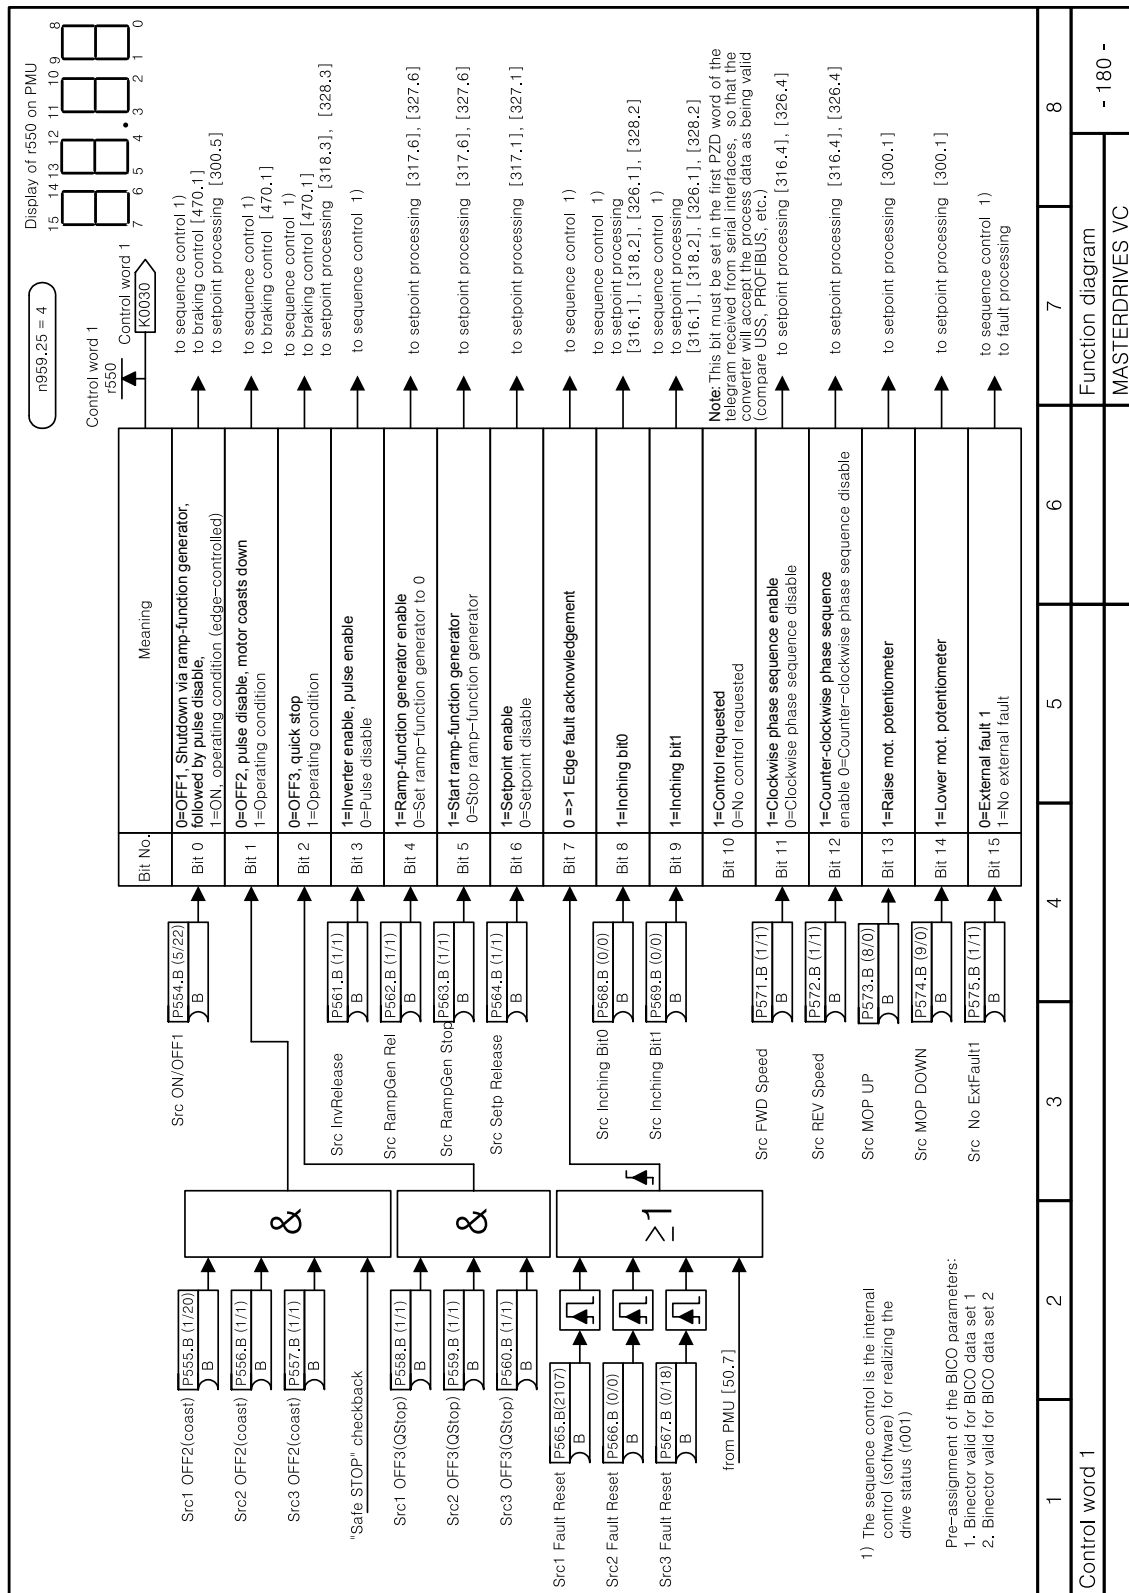 n959.25 = 4
Display of r550 on PMU
15 14 13 12 11 10 9 8
7 6 5 4 3 2 1 0
Control word 1
r550
Control word 1
K0030
Bit No.
Meaning
Src1 OFF2(coast)
P555.B (1/20)
B
Src2 OFF2(coast)
P556.B (1/1)
B
Src3 OFF2(coast)
P557.B (1/1)
B
"Safe STOP" checkback
&
Src1 OFF3(QStop)
P558.B (1/1)
B
Src2 OFF3(QStop)
P559.B (1/1)
B
Src3 OFF3(QStop)
P560.B (1/1)
B
&
Src1 Fault Reset
P565.B(2107)
B
Src2 Fault Reset
P566.B (0/0)
B
Src3 Fault Reset
P567.B (0/18)
B
from PMU [50.7]
≥1
Src ON/OFF1
P554.B (5/22)
B
Bit 0
0=OFF1, Shutdown via ramp-function generator,
followed by pulse disable,
1=ON, operating condition (edge-controlled)
to sequence control 1)
to braking control [470.1]
to setpoint processing [300.5]
Bit 1
0=OFF2, pulse disable, motor coasts down
1=Operating condition
to sequence control 1)
to braking control [470.1]
Bit 2
0=OFF3, quick stop
1=Operating condition
to sequence control 1)
to braking control [470.1]
to setpoint processing [318.3], [328.3]
Src InvRelease
P561.B (1/1)
B
Bit 3
1=Inverter enable, pulse enable
0=Pulse disable
to sequence control 1)
Src RampGen Rel
P562.B (1/1)
B
Bit 4
1=Ramp-function generator enable
0=Set ramp-function generator to 0
to setpoint processing [317.6], [327.6]
Src RampGen Stop
P563.B (1/1)
B
Bit 5
1=Start ramp-function generator
0=Stop ramp-function generator
to setpoint processing [317.6], [327.6]
Src Setp Release
P564.B (1/1)
B
Bit 6
1=Setpoint enable
0=Setpoint disable
to setpoint processing [317.1], [327.1]
Bit 7
0 =>1 Edge fault acknowledgement
to sequence control 1)
Src Inching Bit0
P568.B (0/0)
B
Bit 8
1=Inching bit0
to sequence control 1)
to setpoint processing
[316.1], [318.2], [326.1], [328.2]
Src Inching Bit1
P569.B (0/0)
B
Bit 9
1=Inching bit1
to sequence control 1)
to setpoint processing
[316.1], [318.2], [326.1], [328.2]
Bit 10
1=Control requested
0=No control requested
Note: This bit must be set in the first PZD word of the
telegram received from serial interfaces, so that the
converter will accept the process data as being valid
(compare USS, PROFIBUS, etc.)
Src FWD Speed
P571.B (1/1)
B
Bit 11
1=Clockwise phase sequence enable
0=Clockwise phase sequence disable
to setpoint processing [316.4], [326.4]
Src REV Speed
P572.B (1/1)
B
Bit 12
1=Counter-clockwise phase sequence
enable 0=Counter-clockwise phase sequence disable
to setpoint processing [316.4], [326.4]
Src MOP UP
P573.B (8/0)
B
Bit 13
1=Raise mot. potentiometer
to setpoint processing [300.1]
Src MOP DOWN
P574.B (9/0)
B
Bit 14
1=Lower mot. potentiometer
to setpoint processing [300.1]
Src No ExtFault1
P575.B (1/1)
B
Bit 15
0=External fault 1
1=No external fault
to sequence control 1)
to fault processing
1) The sequence control is the internal
control (software) for realizing the
drive status (r001)
Pre-assignment of the BICO parameters:
1. Binector valid for BICO data set 1
2. Binector valid for BICO data set 2
1 2 3 4 5 6 7 8
Control word 1
Function diagram
MASTERDRIVES VC
- 180 -